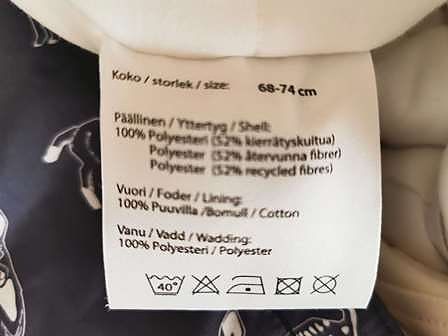 Koko / storlek / size: 68-74 cm
Päällinen / Yttertyg / Shell:
100% Polyesteri (52% kierrätyskuitua)
Polyester (52% återvunna fibrer)
Polyester (52% recycled fibres)
Vuori / Foder / Lining:
100% Puuvilla /Bomull / Cotton
Vanu / Vadd / Wadding:
100% Polyesteri / Polyester
40°